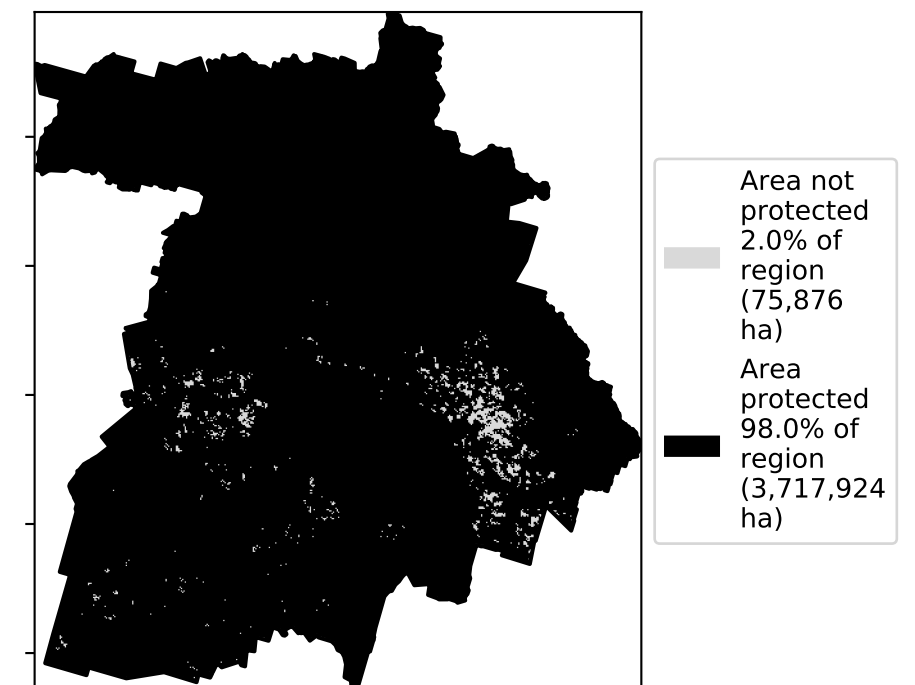 Area not
protected
2.0% of
region
(75,876
ha)
Area
protected
98.0% of
region
(3,717,924
ha)